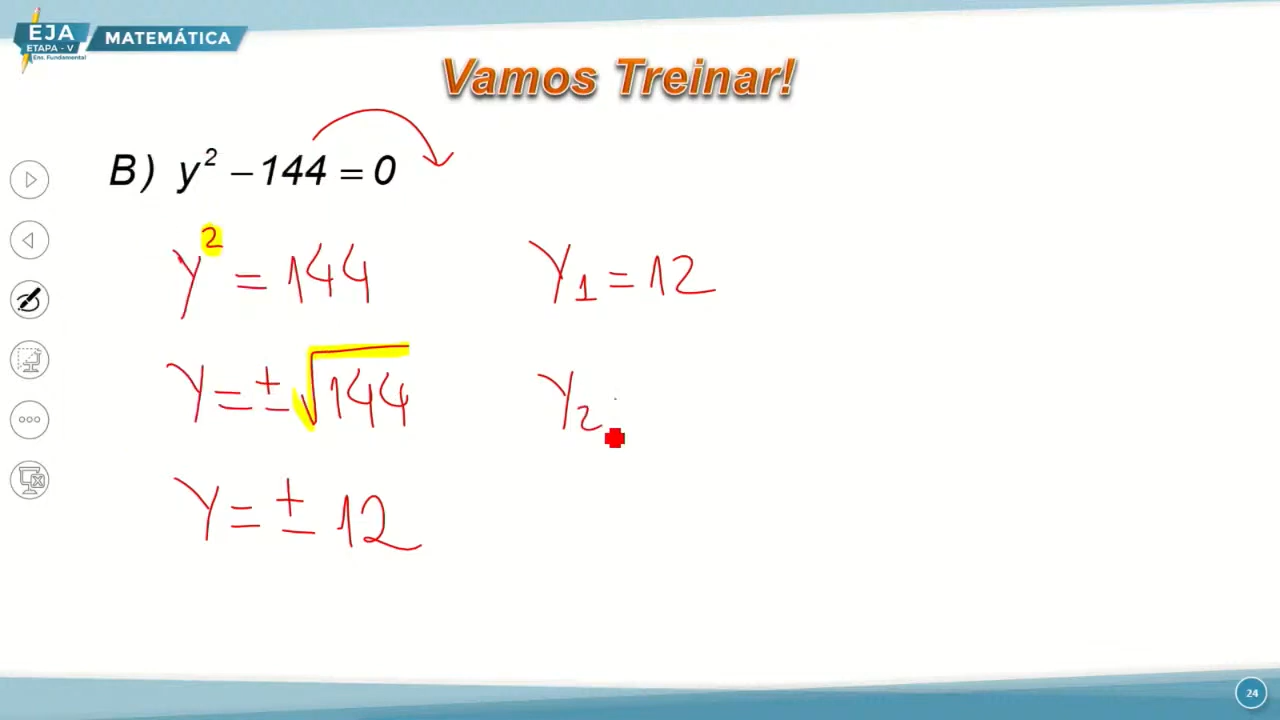 EJA
ETAPA - V
Ens. Fundamental
MATEMÁTICA
Vamos Treinar!
B) y² – 144 = 0
y² = 144
y = ± √144
y = ± 12
y₁ = 12
y₂
24